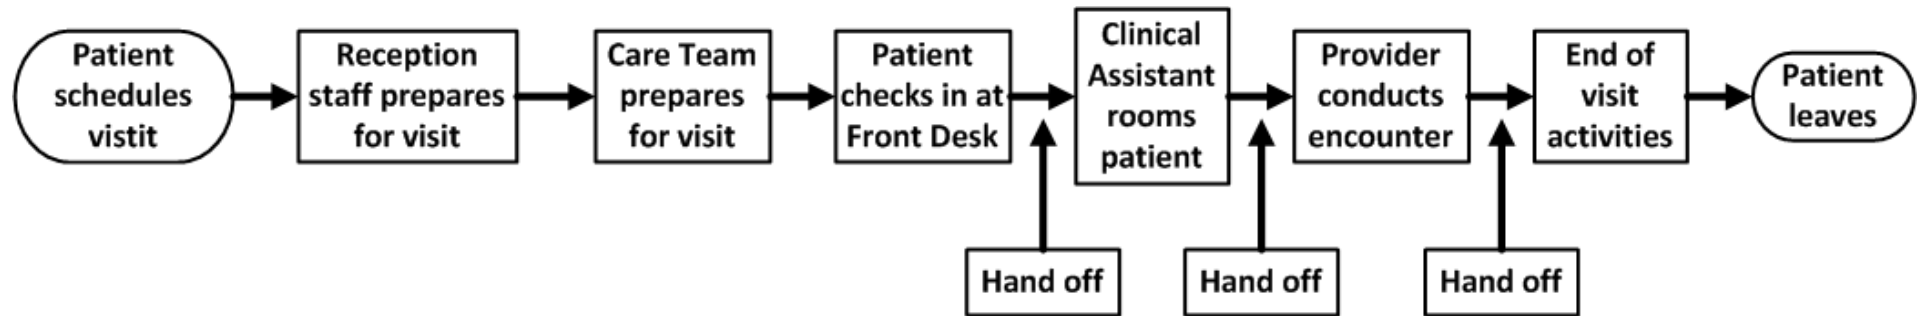 Patient
schedules
vistit
Reception
staff prepares
for visit
Care Team
prepares
for visit
Patient
checks in at
Front Desk
Clinical
Assistant
rooms
patient
Provider
conducts
encounter
End of
visit
activities
Patient
leaves
Hand off
Hand off
Hand off